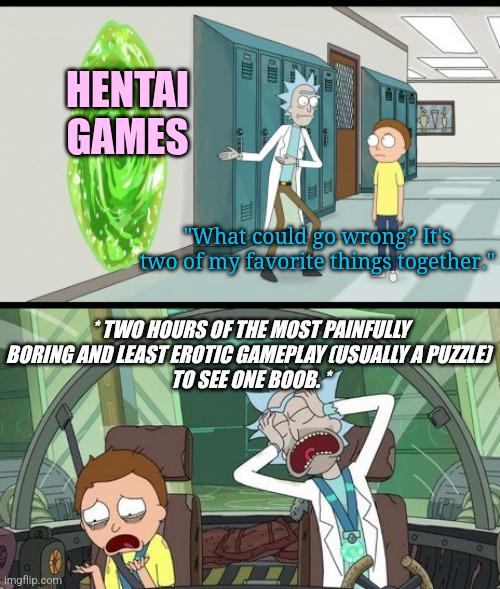 HENTAI
GAMES
"What could go wrong? It's
two of my favorite things together."
* TWO HOURS OF THE MOST PAINFULLY
BORING AND LEAST EROTIC GAMEPLAY (USUALLY A PUZZLE)
TO SEE ONE BOOB. *
imgflip.com